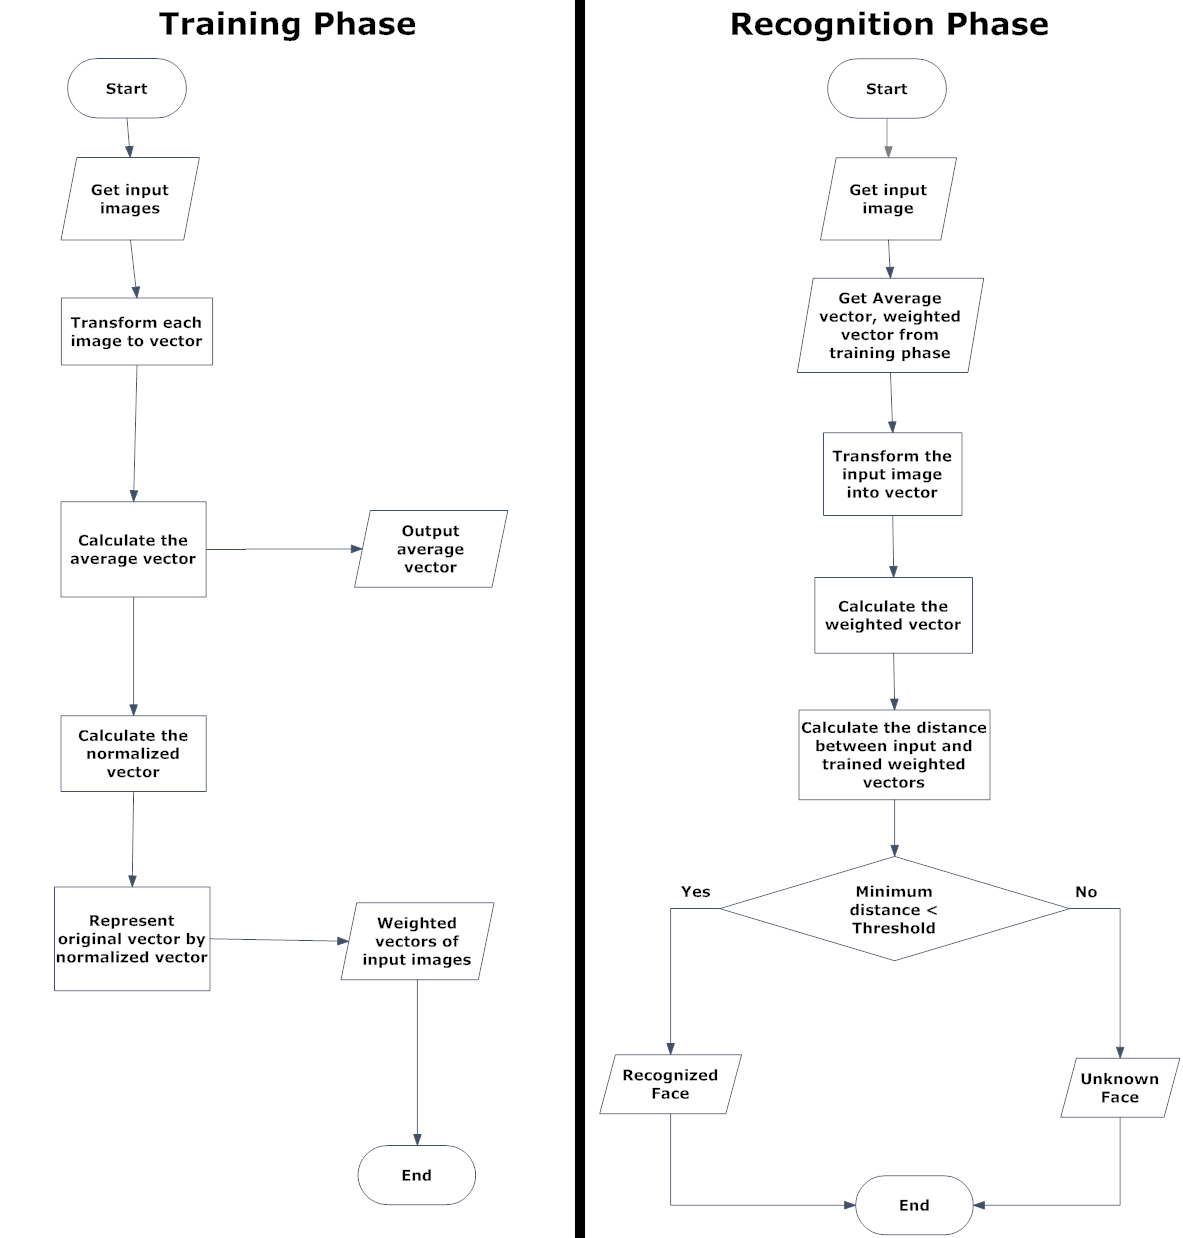 Training Phase
Start
Get input
images
Transform each
image to vector
Calculate the
average vector
Output
average
vector
Calculate the
normalized
vector
Represent
original vector by
normalized vector
Weighted
vectors of
input images
End
Recognition Phase
Start
Get input
image
Get Average
vector, weighted
vector from
training phase
Transform the
input image
into vector
Calculate the
weighted vector
Calculate the distance
between input and
trained weighted
vectors
Minimum
distance <
Threshold
Yes
No
Recognized
Face
Unknown
Face
End